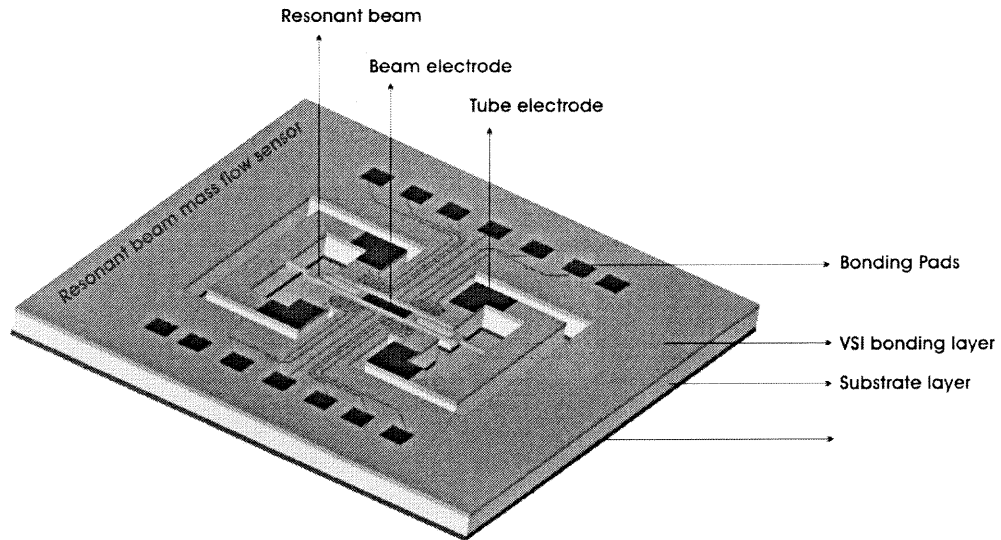 Resonant beam
Beam electrode
Tube electrode
Resonant beam mass flow sensor
Bonding Pads
VSI bonding layer
Substrate layer